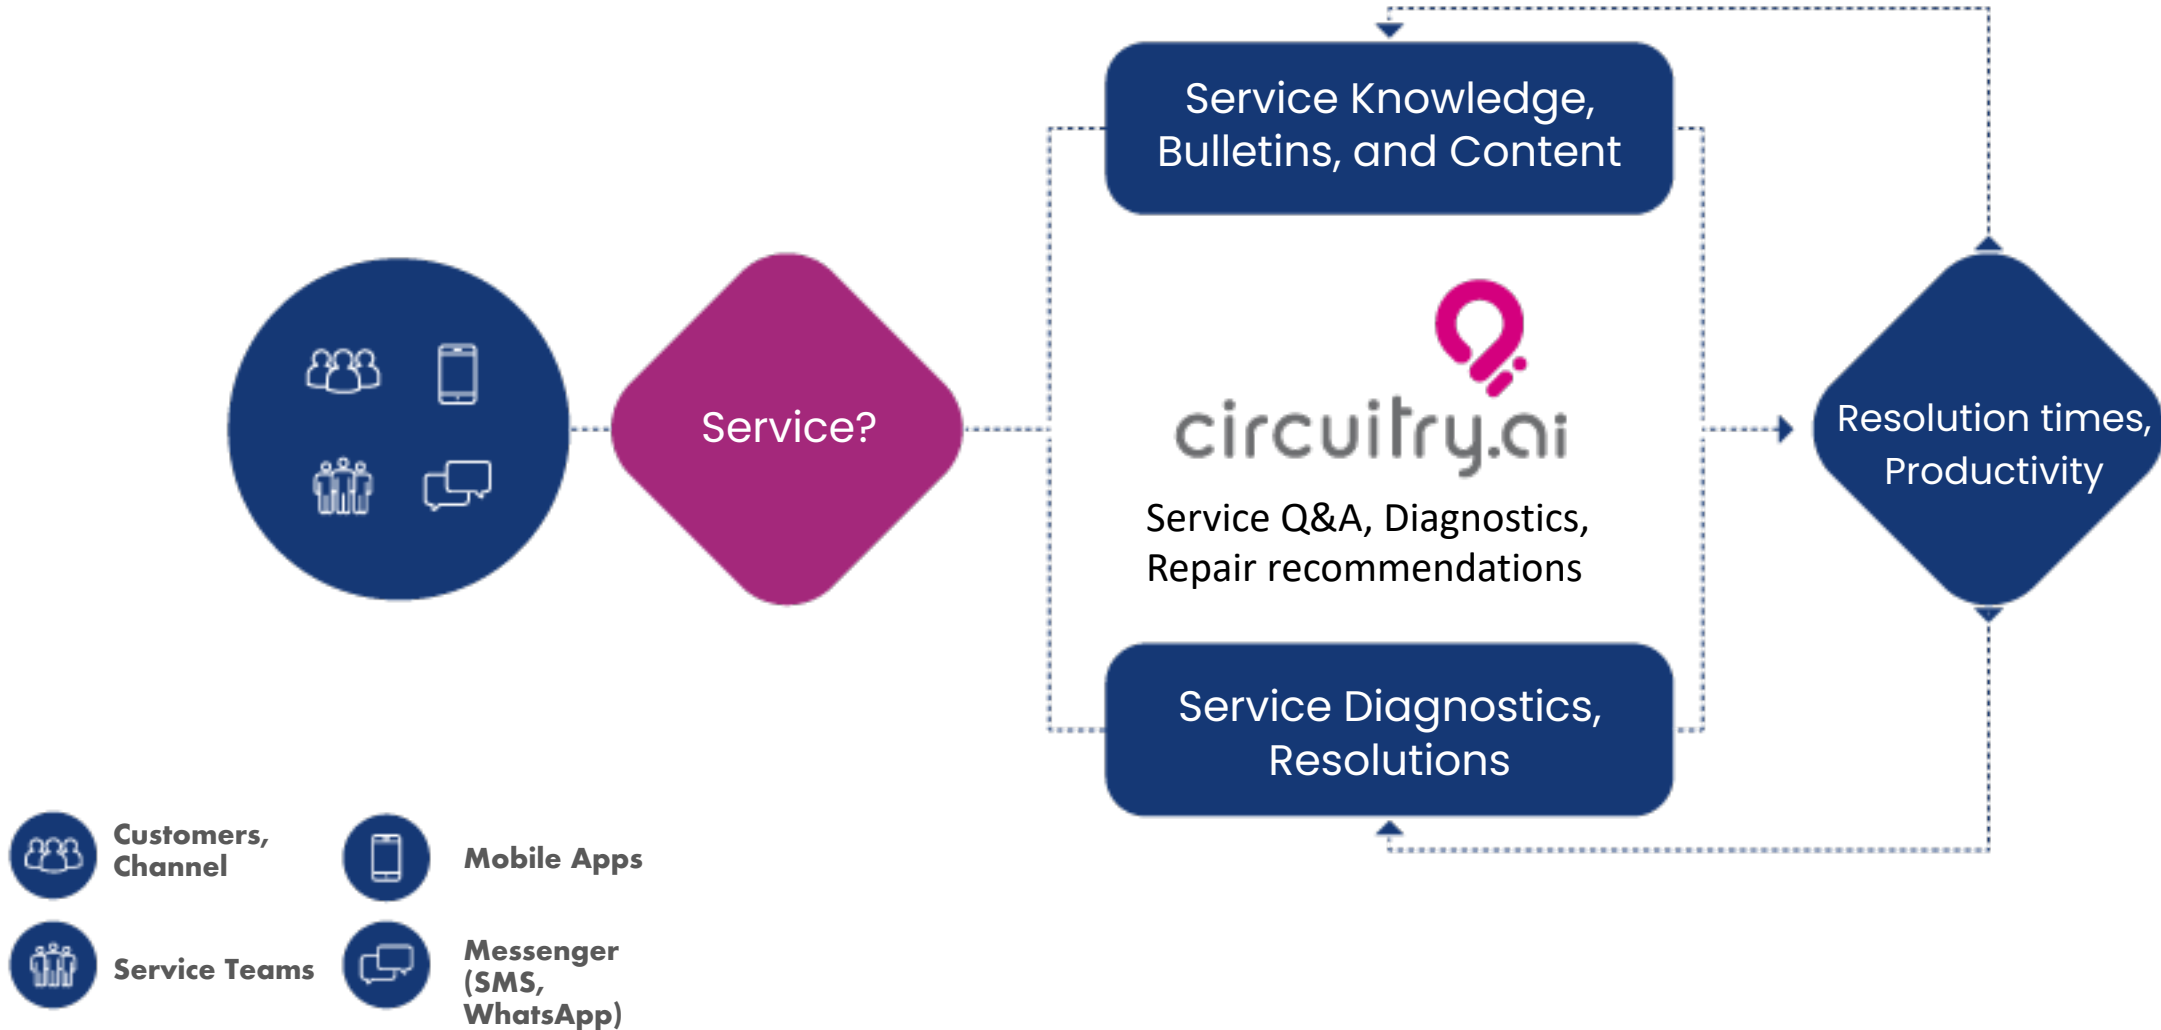 Service Knowledge,
Bulletins, and Content
Service?
circuitry.ai
Service Q&A, Diagnostics,
Repair recommendations
Resolution times,
Productivity
Service Diagnostics,
Resolutions
Customers,
Channel
Mobile Apps
Service Teams
Messenger
(SMS,
WhatsApp)